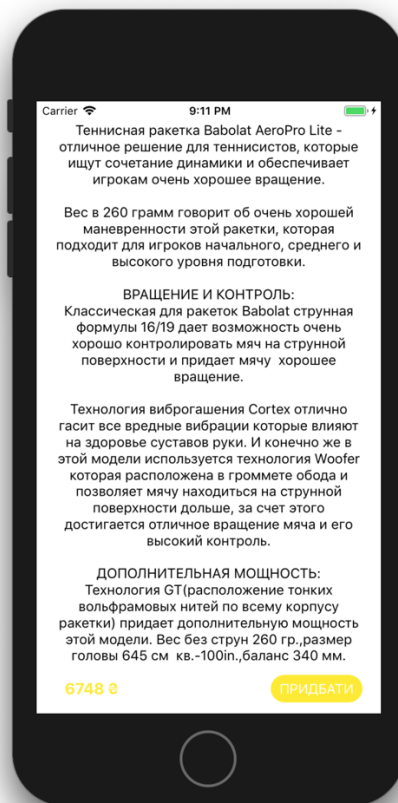 Carrier 9:11 PM
Теннисная ракетка Babolat AeroPro Lite -
отличное решение для теннисистов, которые
ищут сочетание динамики и обеспечивает
игрокам очень хорошее вращение.
Вес в 260 грамм говорит об очень хорошей
маневренности этой ракетки, которая
подходит для игроков начального, среднего и
высокого уровня подготовки.
ВРАЩЕНИЕ И КОНТРОЛЬ:
Классическая для ракеток Babolat струнная
формулы 16/19 дает возможность очень
хорошо контролировать мяч на струнной
поверхности и придает мячу  хорошее
вращение.
Технология виброгашения Cortex отлично
гасит все вредные вибрации которые влияют
на здоровье суставов руки. И конечно же в
этой модели используется технология Woofer
которая расположена в громмете обода и
позволяет мячу находиться на струнной
поверхности дольше, за счет этого
достигается отличное вращение мяча и его
высокий контроль.
ДОПОЛНИТЕЛЬНАЯ МОЩНОСТЬ:
Технология GT(расположение тонких
вольфрамовых нитей по всему корпусу
ракетки) придает дополнительную мощность
этой модели. Вес без струн 260 гр.,размер
головы 645 см  кв.-100in.,баланс 340 мм.
6748 ₴ ПРИДБАТИ